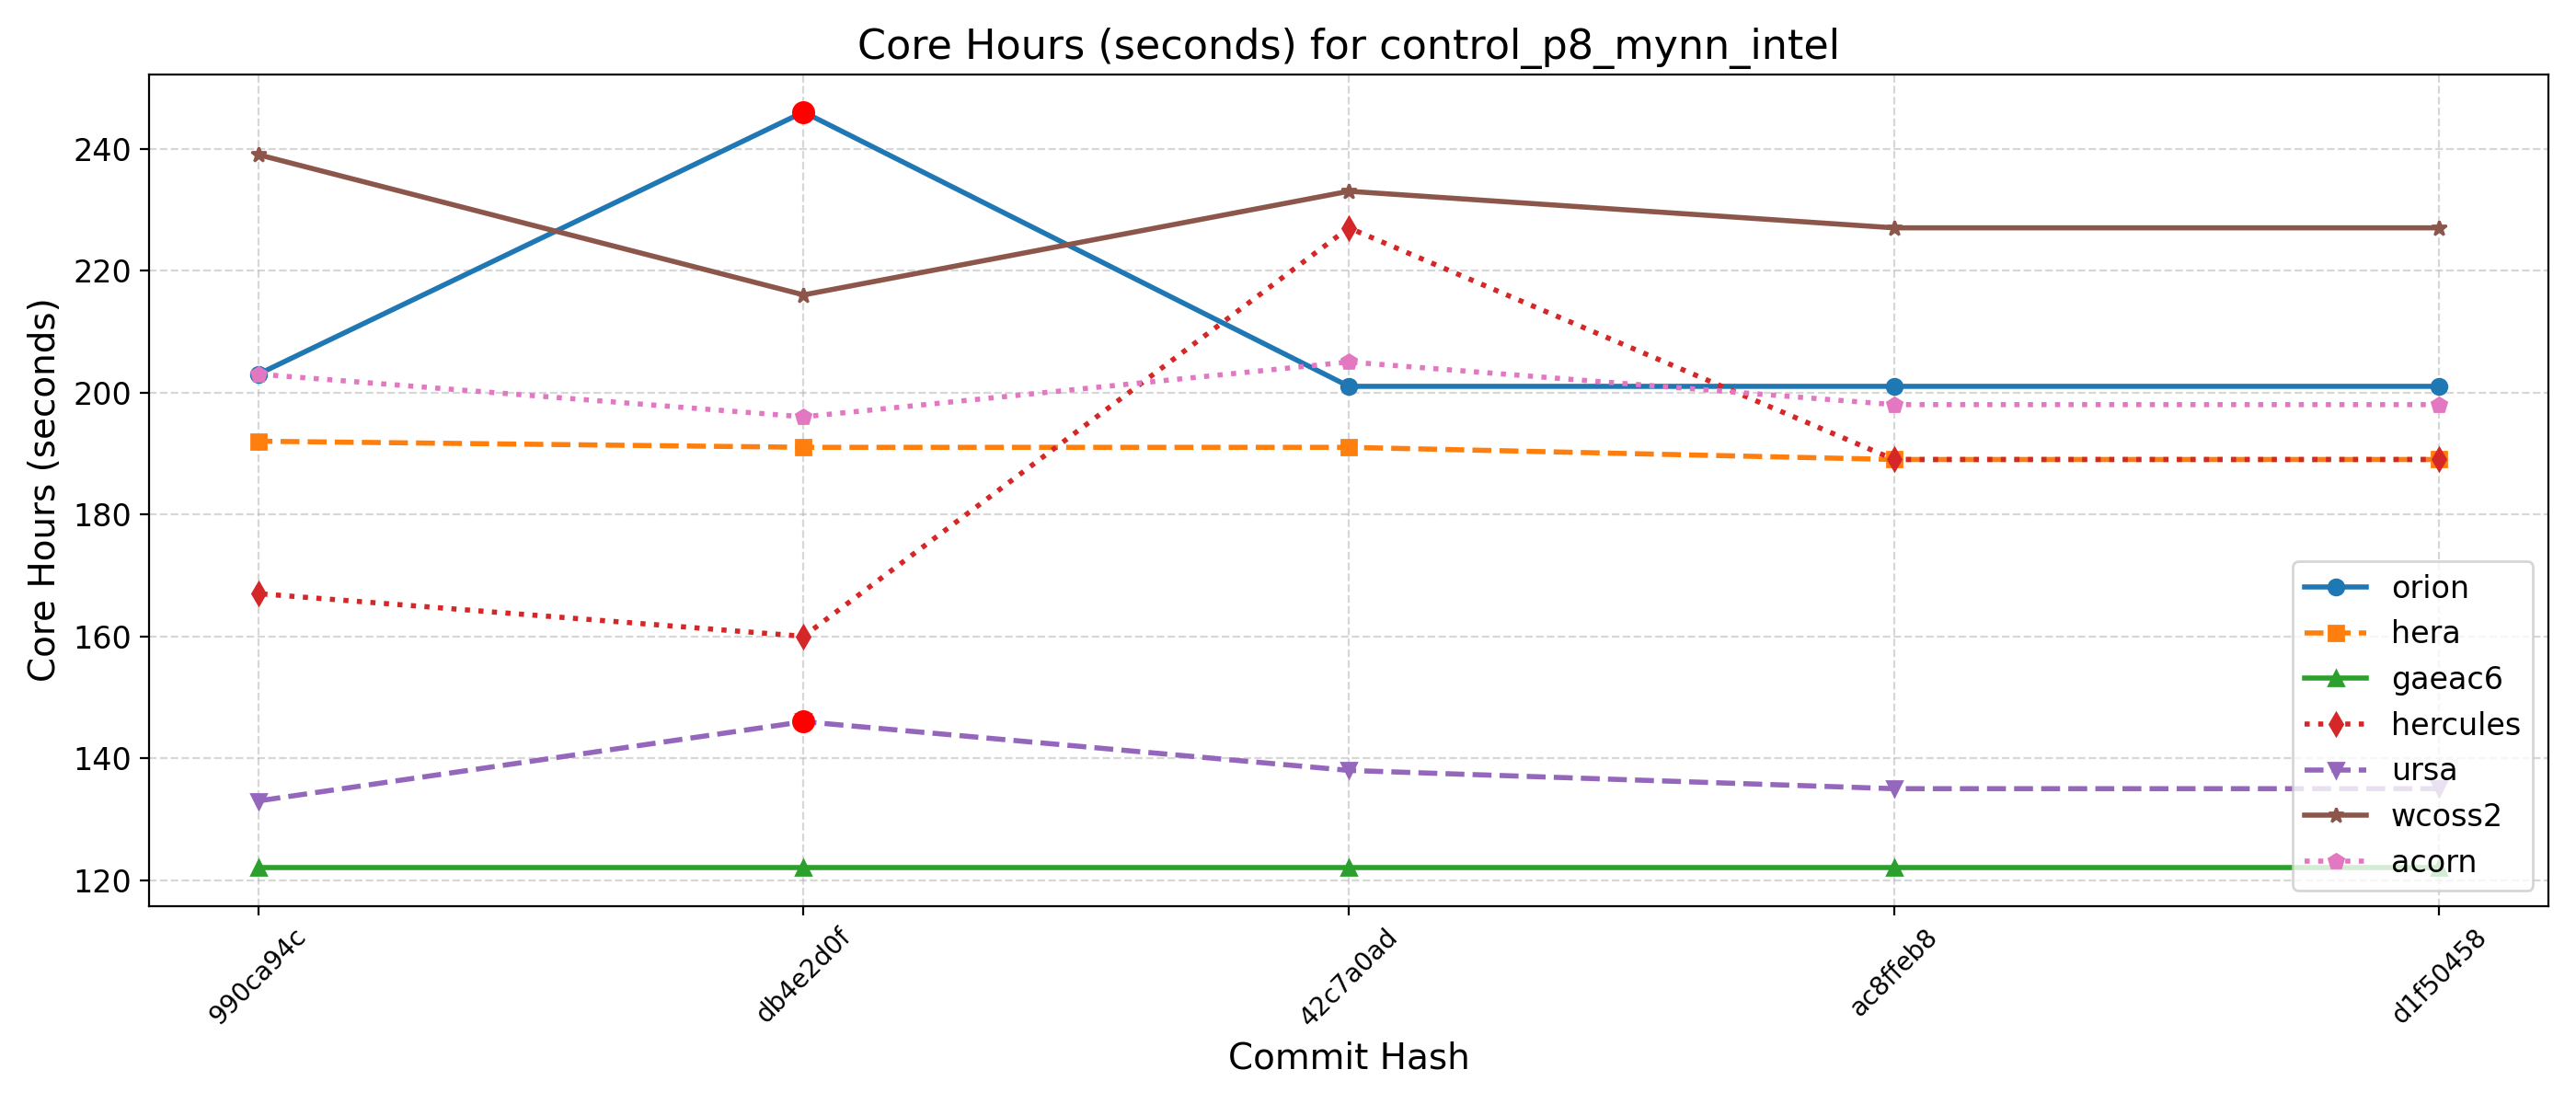 Core Hours (seconds) for control_p8_mynn_intel
Core Hours (seconds)
240
220
200
180
160
140
120
orion
hera
gaeac6
hercules
ursa
wcoss2
acorn
990ca94c
db4e2d0f
42c7a0ad
ac8ffeb8
d1f50458
Commit Hash